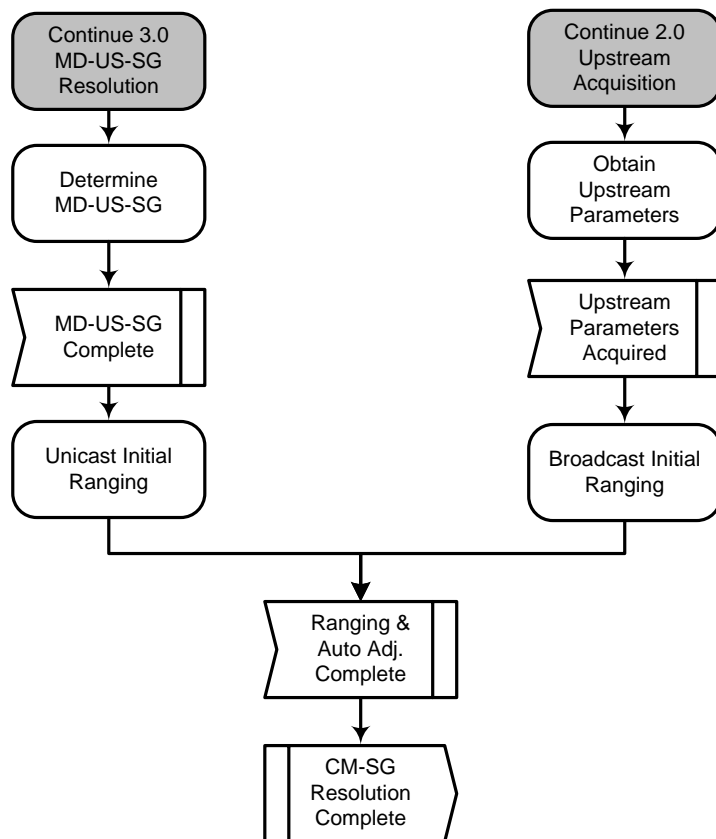 Continue 3.0
MD-US-SG
Resolution
Continue 2.0
Upstream
Acquisition
Determine
MD-US-SG
Obtain
Upstream
Parameters
MD-US-SG
Complete
Upstream
Parameters
Acquired
Unicast Initial
Ranging
Broadcast Initial
Ranging
Ranging &
Auto Adj.
Complete
CM-SG
Resolution
Complete